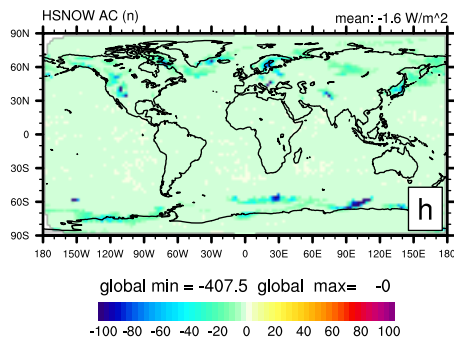 HSNOW AC (n) mean: -1.6 W/m^2
90N
60N
30N
0
30S
60S
90S
h
180 150W 120W 90W 60W 30W 0 30E 60E 90E 120E 150E 180
global min = -407.5 global max= -0
-100 -80 -60 -40 -20 0 20 40 60 80 100